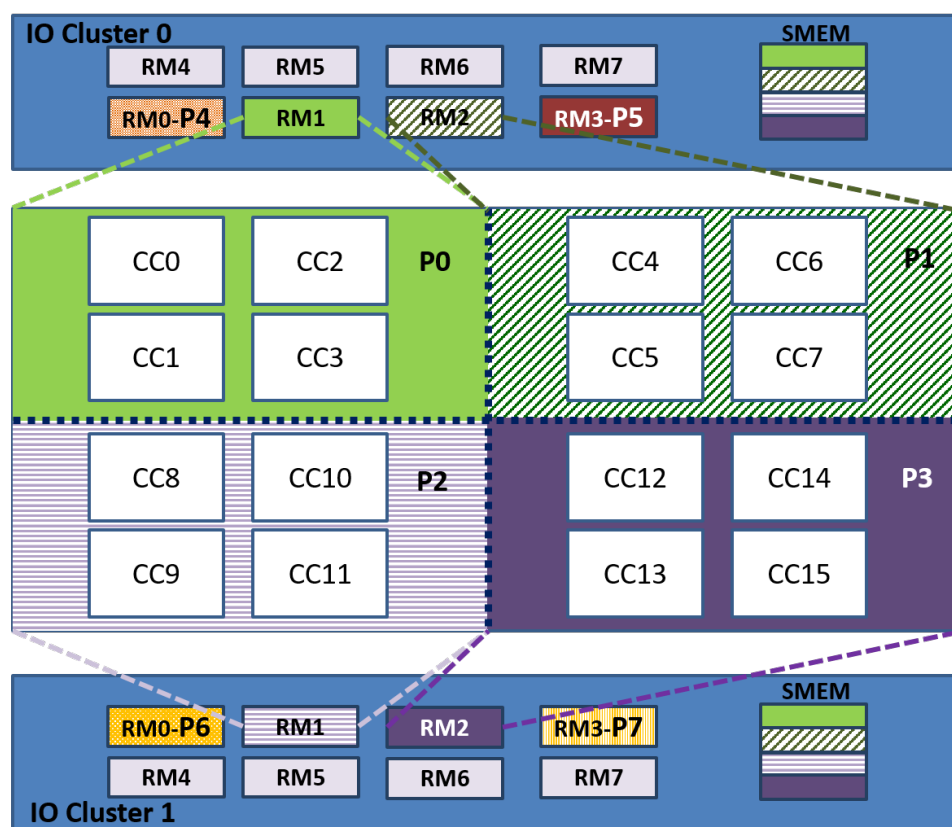 IO Cluster 0
SMEM
RM4 RM5 RM6 RM7
RM0-P4 RM1 RM2 RM3-P5
CC0 CC2 P0 CC4 CC6 P1
CC1 CC3 CC5 CC7
CC8 CC10 P2 CC12 CC14 P3
CC9 CC11 CC13 CC15
SMEM
RM0-P6 RM1 RM2 RM3-P7
RM4 RM5 RM6 RM7
IO Cluster 1